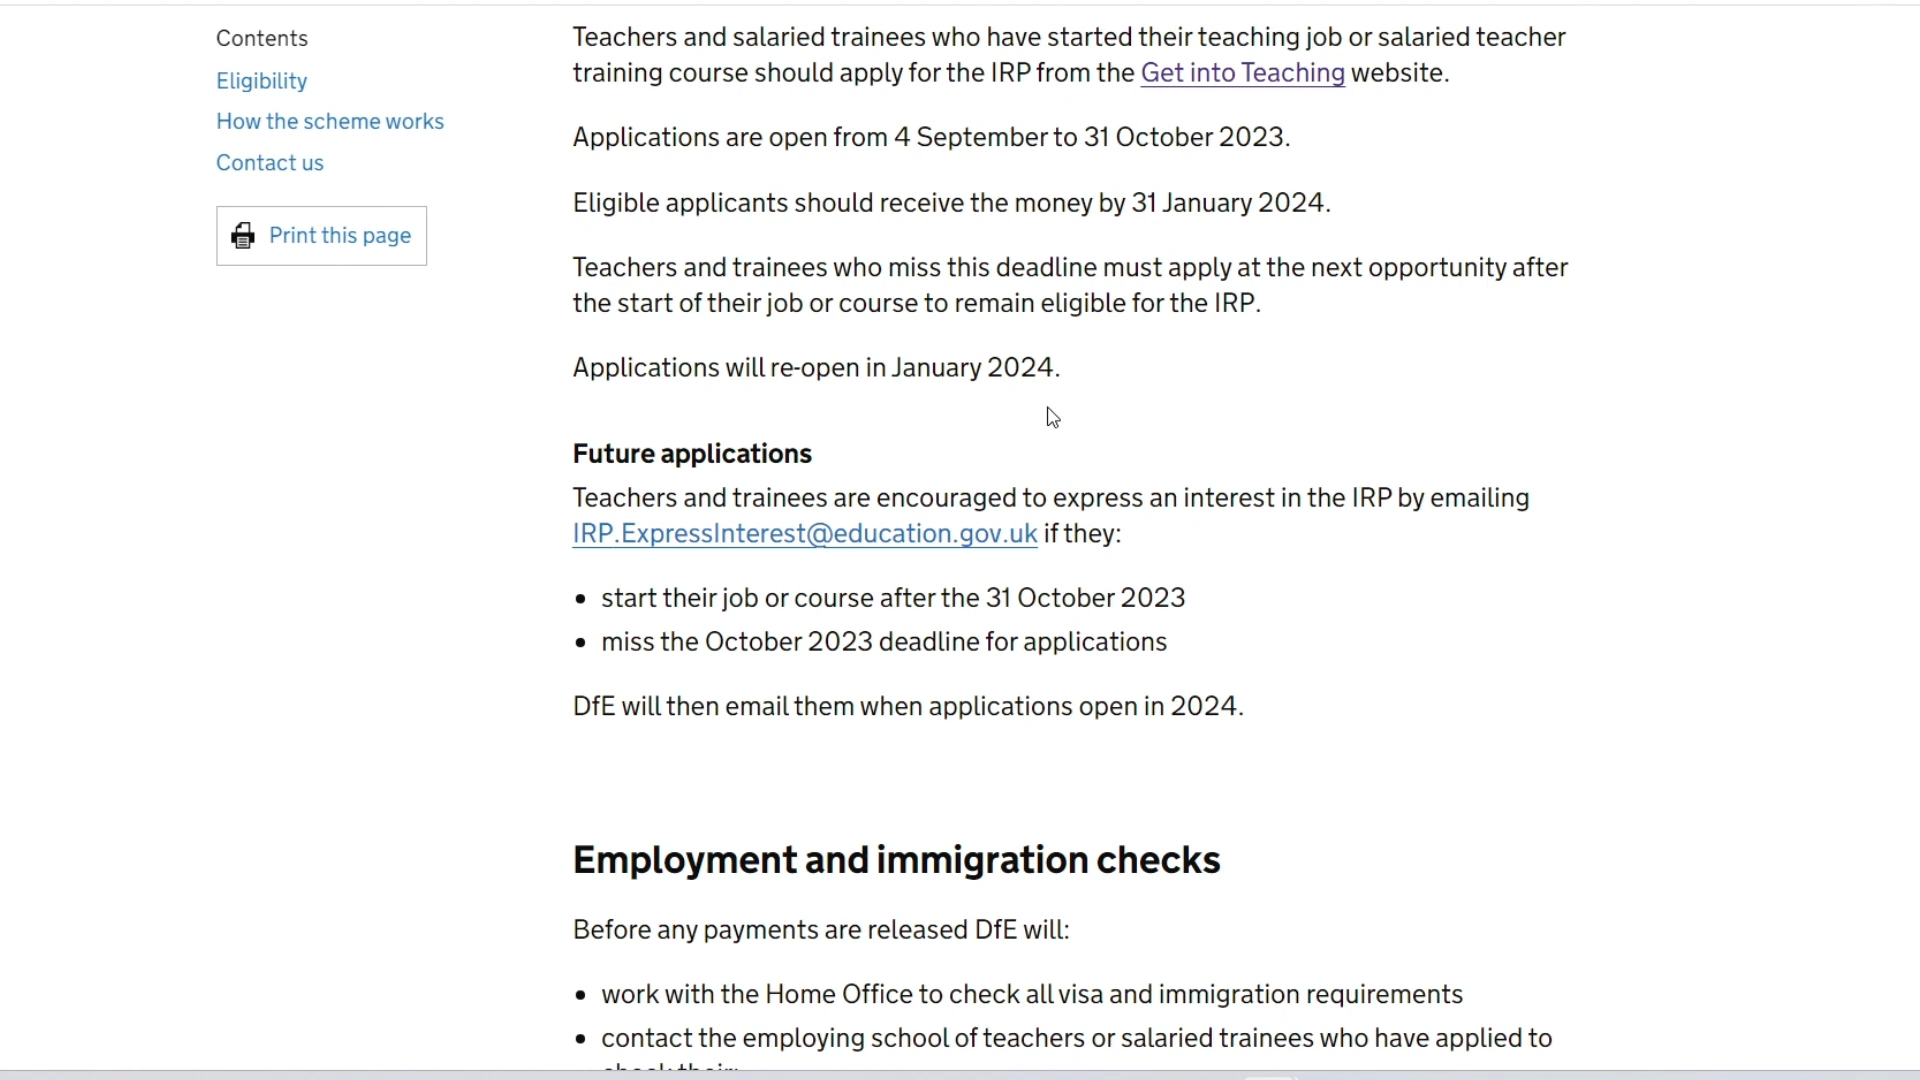 Contents
Eligibility
How the scheme works
Contact us
Print this page
Teachers and salaried trainees who have started their teaching job or salaried teacher
training course should apply for the IRP from the Get into Teaching website.
Applications are open from 4 September to 31 October 2023.
Eligible applicants should receive the money by 31 January 2024.
Teachers and trainees who miss this deadline must apply at the next opportunity after
the start of their job or course to remain eligible for the IRP.
Applications will re-open in January 2024.
Future applications
Teachers and trainees are encouraged to express an interest in the IRP by emailing
IRP.ExpressInterest@education.gov.uk if they:
• start their job or course after the 31 October 2023
• miss the October 2023 deadline for applications
DfE will then email them when applications open in 2024.
Employment and immigration checks
Before any payments are released DfE will:
• work with the Home Office to check all visa and immigration requirements
• contact the employing school of teachers or salaried trainees who have applied to
check their: